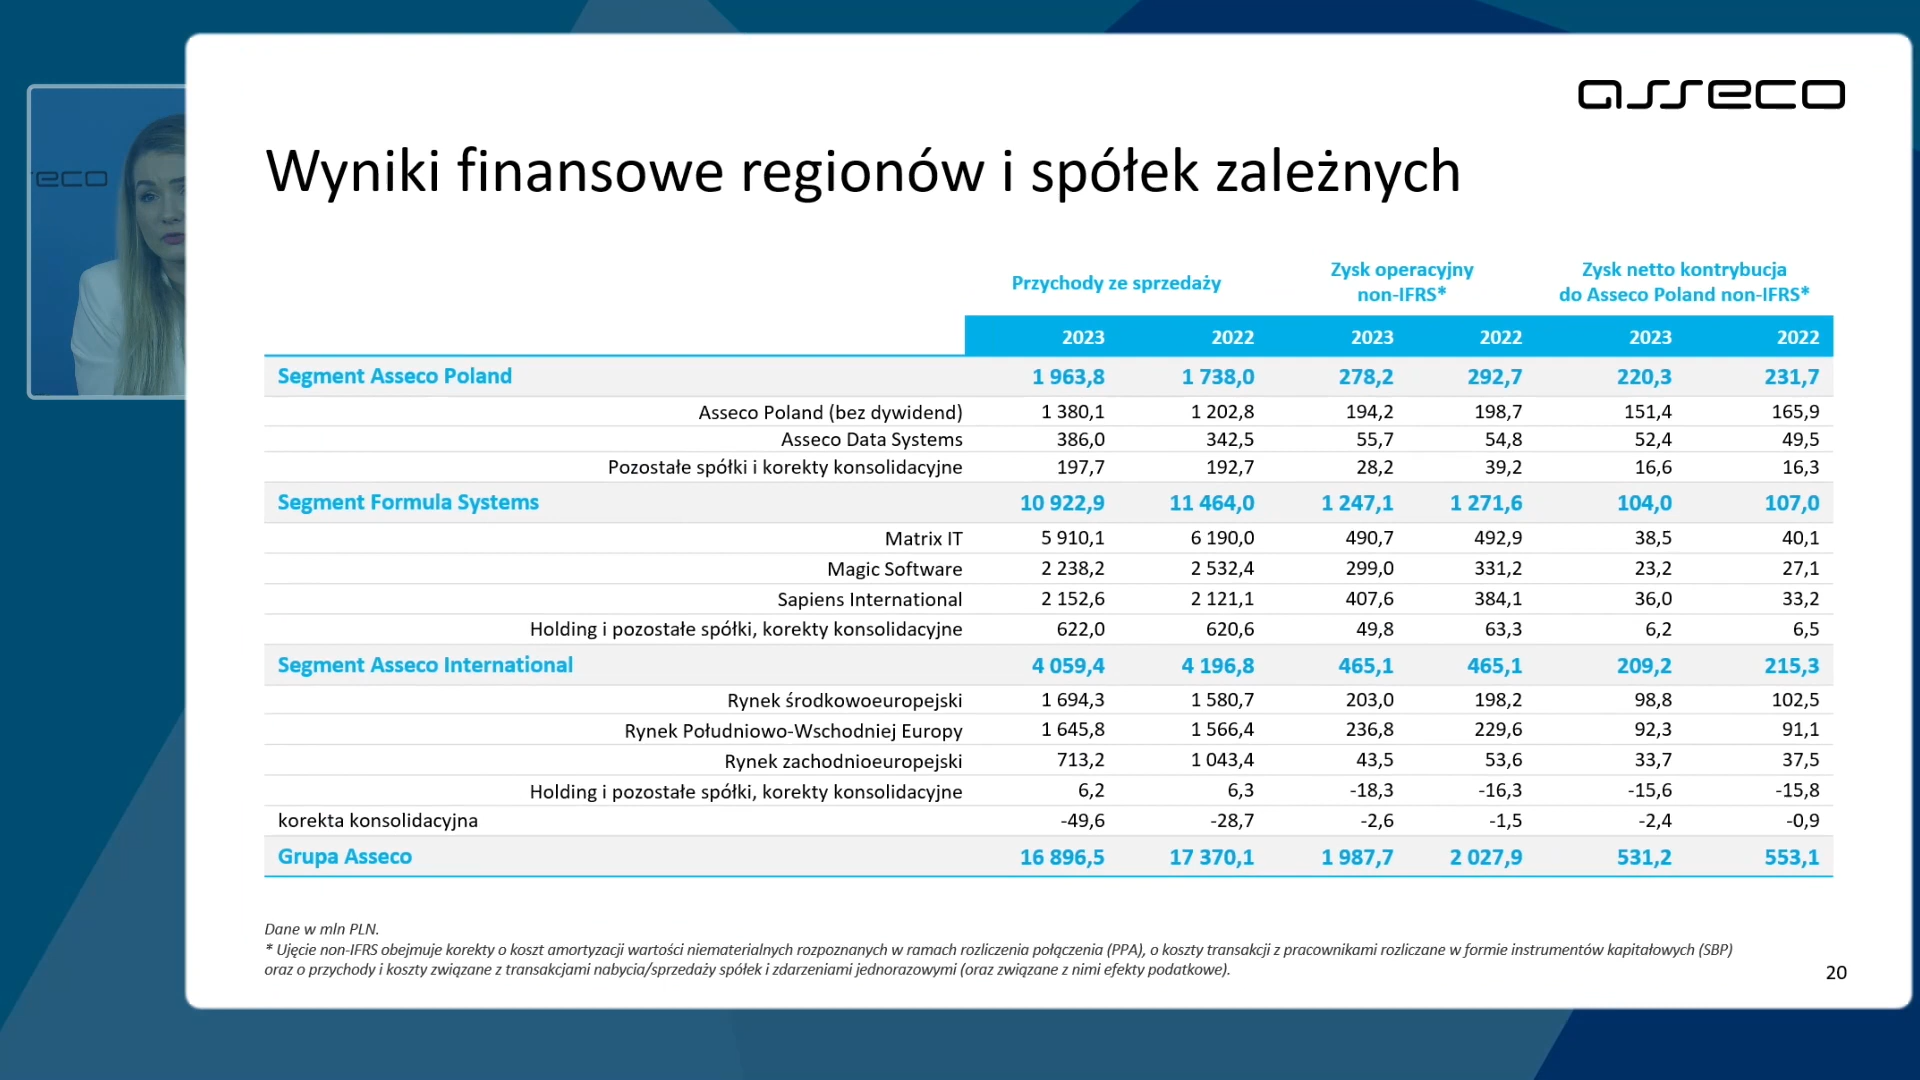 asseco
seco
Wyniki finansowe regionów i spółek zależnych
Przychody ze sprzedaży Zysk operacyjny non-IFRS* Zysk netto kontrybucja do Asseco Poland non-IFRS*
2023 2022 2023 2022 2023 2022
Segment Asseco Poland 1 963,8 1 738,0 278,2 292,7 220,3 231,7
Asseco Poland (bez dywidend) 1 380,1 1 202,8 194,2 198,7 151,4 165,9
Asseco Data Systems 386,0 342,5 55,7 54,8 52,4 49,5
Pozostałe spółki i korekty konsolidacyjne 197,7 192,7 28,2 39,2 16,6 16,3
Segment Formula Systems 10 922,9 11 464,0 1 247,1 1 271,6 104,0 107,0
Matrix IT 5 910,1 6 190,0 490,7 492,9 38,5 40,1
Magic Software 2 238,2 2 532,4 299,0 331,2 23,2 27,1
Sapiens International 2 152,6 2 121,1 407,6 384,1 36,0 33,2
Holding i pozostałe spółki, korekty konsolidacyjne 622,0 620,6 49,8 63,3 6,2 6,5
Segment Asseco International 4 059,4 4 196,8 465,1 465,1 209,2 215,3
Rynek środkowoeuropejski 1 694,3 1 580,7 203,0 198,2 98,8 102,5
Rynek Południowo-Wschodniej Europy 1 645,8 1 566,4 236,8 229,6 92,3 91,1
Rynek zachodnioeuropejski 713,2 1 043,4 43,5 53,6 33,7 37,5
Holding i pozostałe spółki, korekty konsolidacyjne 6,2 6,3 -18,3 -16,3 -15,6 -15,8
korekta konsolidacyjna -49,6 -28,7 -2,6 -1,5 -2,4 -0,9
Grupa Asseco 16 896,5 17 370,1 1 987,7 2 027,9 531,2 553,1
Dane w mln PLN.
* Ujęcie non-IFRS obejmuje korekty o koszt amortyzacji wartości niematerialnych rozpoznanych w ramach rozliczenia połączenia (PPA), o koszty transakcji z pracownikami rozliczane w formie instrumentów kapitałowych (SBP)
oraz o przychody i koszty związane z transakcjami nabycia/sprzedaży spółek i zdarzeniami jednorazowymi (oraz związane z nimi efekty podatkowe).
20